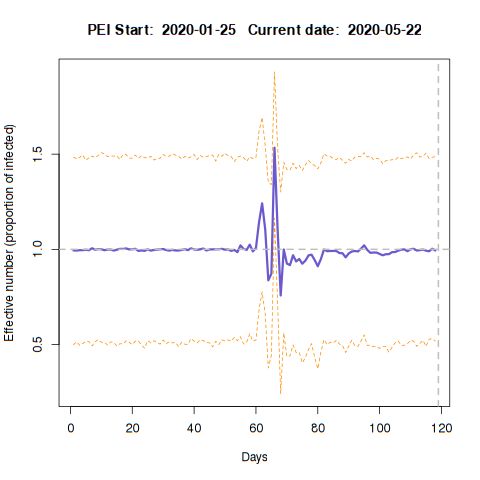 PEI Start:  2020-01-25   Current date:  2020-05-22
Effective number (proportion of infected)
1.5
1.0
0.5
0 20 40 60 80 100 120
Days